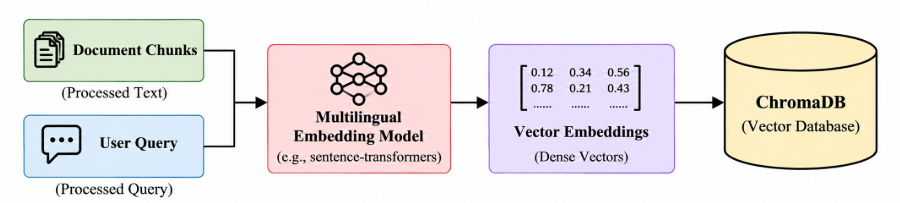 Document Chunks
(Processed Text)
User Query
(Processed Query)
Multilingual
Embedding Model
(e.g., sentence-transformers)
0.12 0.34 0.56
0.78 0.21 0.43
...... ...... ......
Vector Embeddings
(Dense Vectors)
ChromaDB
(Vector Database)